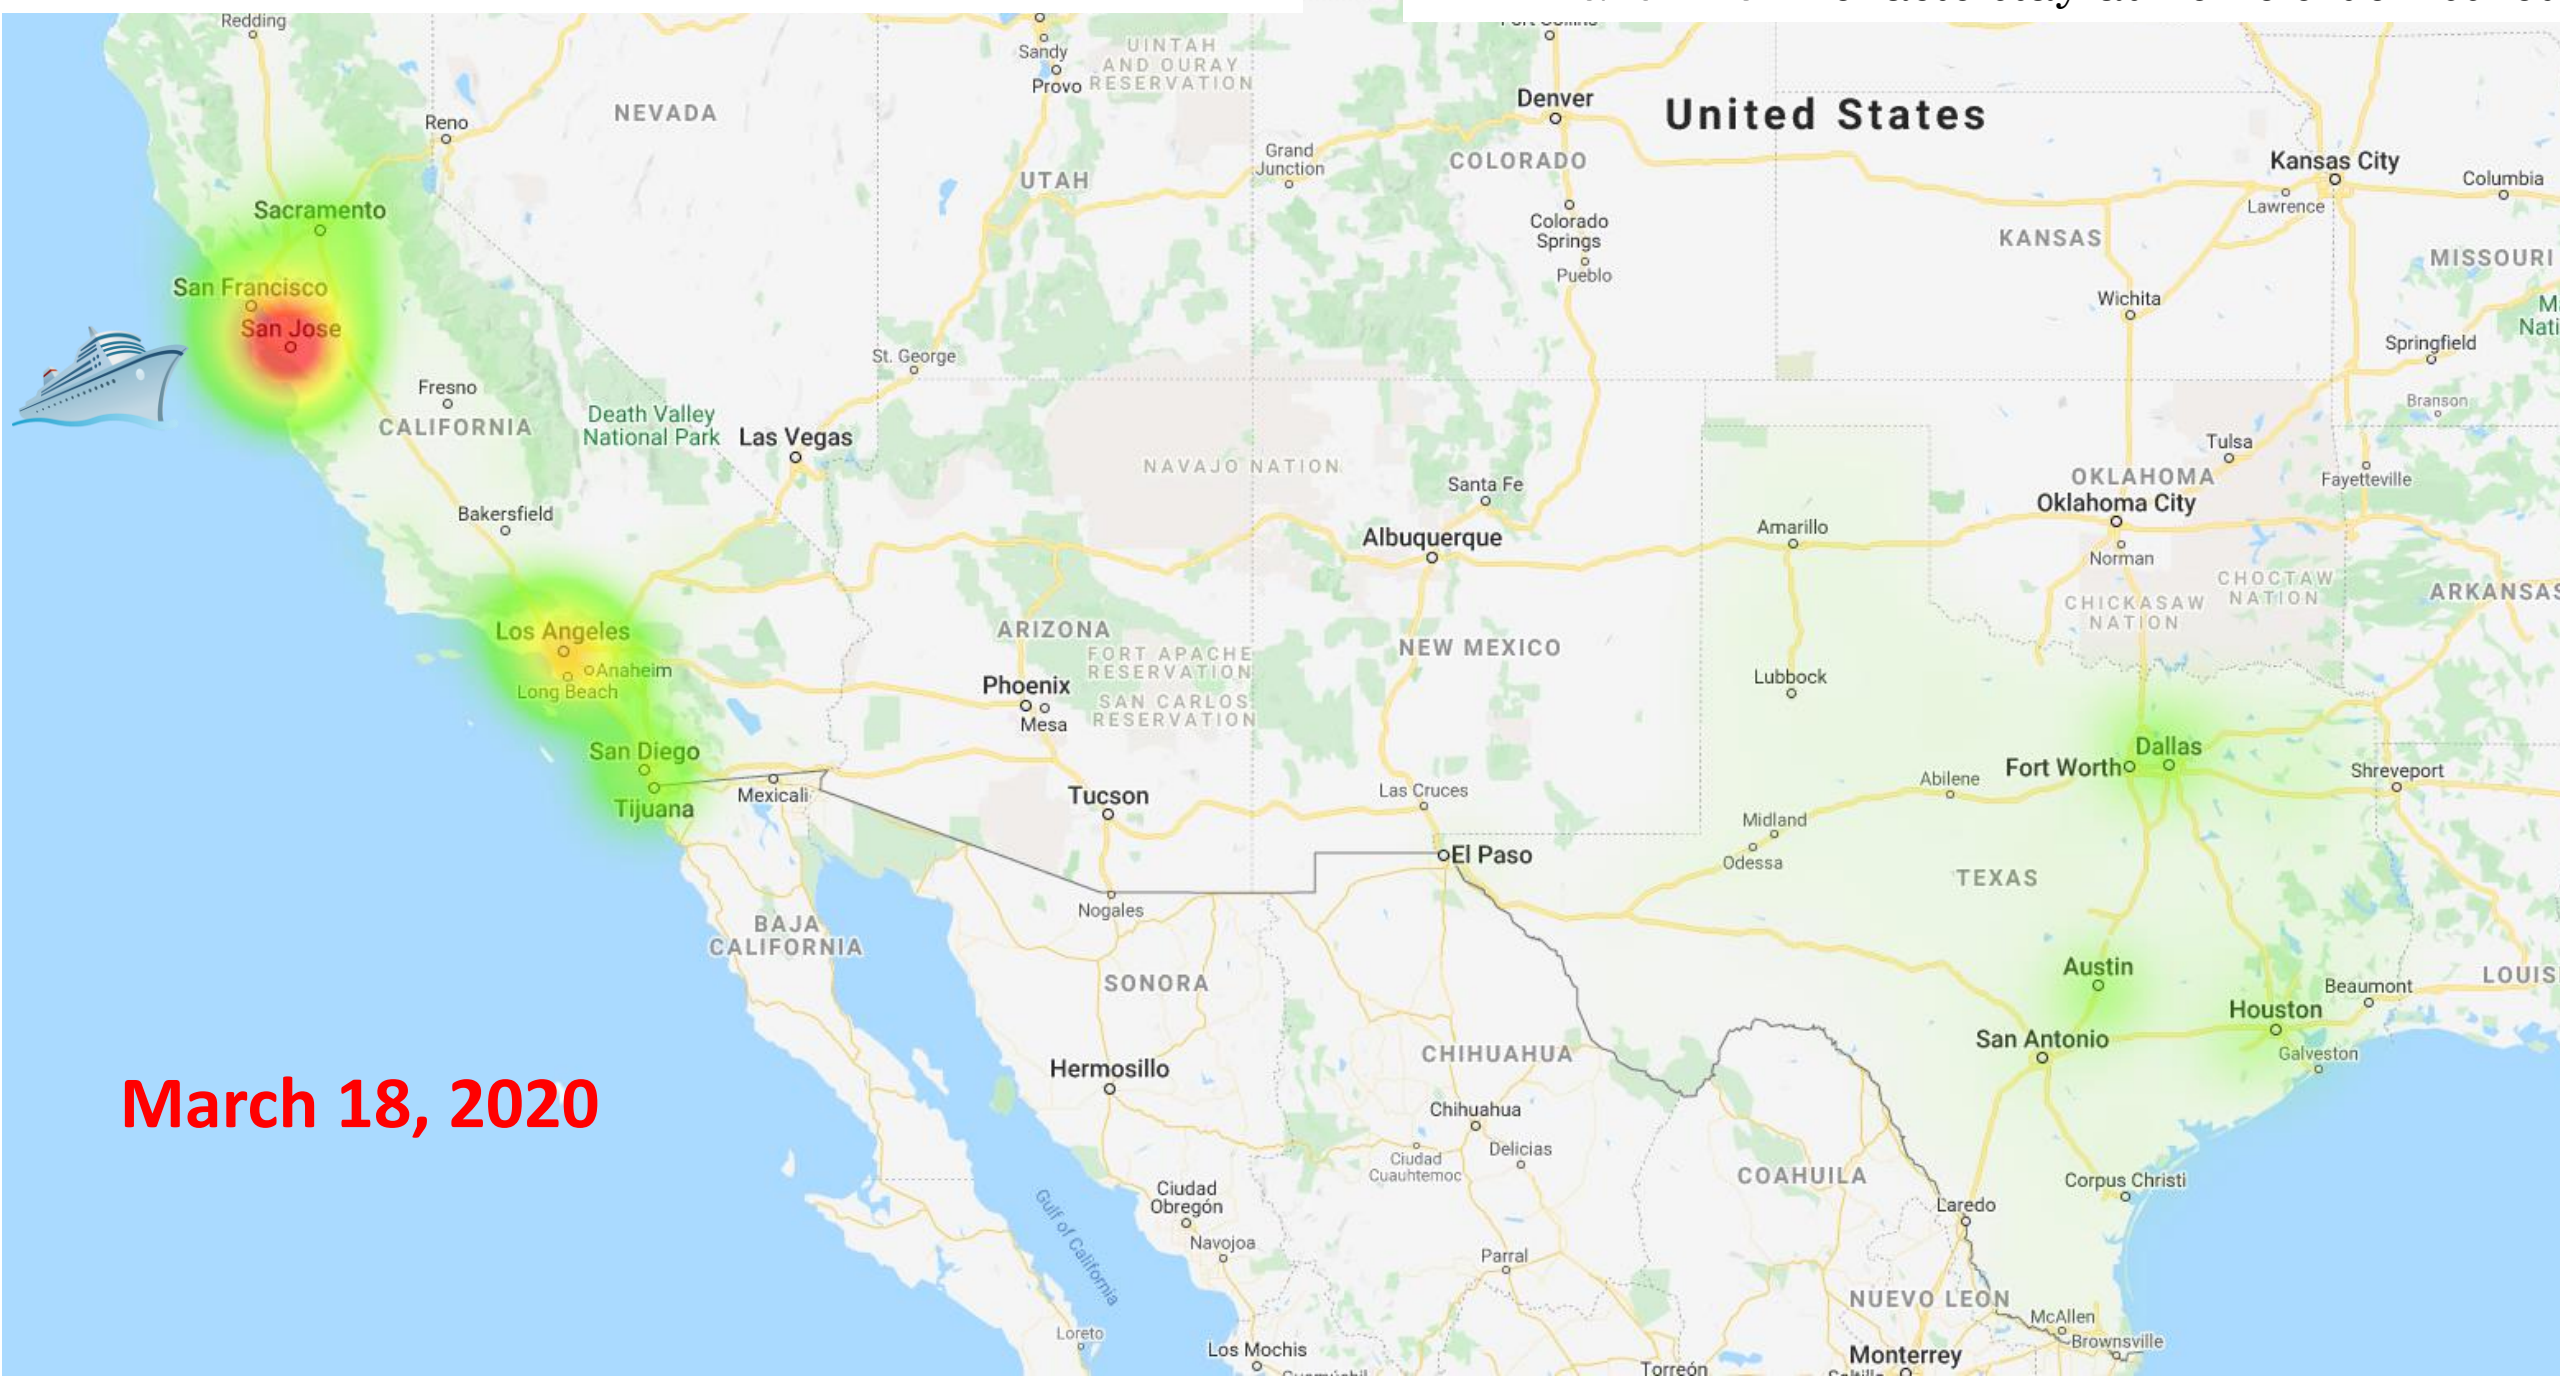 Redding
Sandy
Provo
UINTAH
AND OURAY
RESERVATION
NEVADA
Reno
Denver
United States
Grand
Junction
COLORADO
UTAH
Kansas City
Columbia
Lawrence
Sacramento
Colorado
Springs
Pueblo
KANSAS
MISSOURI
San Francisco
San Jose
Wichita
Nati
Springfield
St. George
Fresno
CALIFORNIA
Death Valley
National Park
Las Vegas
Branson
Tulsa
NAVAJO NATION
Santa Fe
OKLAHOMA
Oklahoma City
Fayetteville
Bakersfield
Albuquerque
Amarillo
Norman
CHOCTAW
NATION
CHICKASAW
NATION
ARKANSAS
Los Angeles
Anaheim
Long Beach
ARIZONA
FORT APACHE
RESERVATION
NEW MEXICO
Phoenix
Mesa
SAN CARLOS
RESERVATION
Lubbock
San Diego
Tijuana
Mexicali
Tucson
Las Cruces
Abilene
Fort Worth
Dallas
Shreveport
Midland
Odessa
El Paso
TEXAS
Nogales
BAJA
CALIFORNIA
SONORA
Austin
Beaumont
LOUIS
Houston
San Antonio
Galveston
Hermosillo
CHIHUAHUA
March 18, 2020
Chihuahua
Delicias
Ciudad
Cuauhtemoc
COAHUILA
Corpus Christi
Laredo
Ciudad
Obregón
Navojoa
Gulf of California
Parral
NUEVO LEON
McAllen
Brownsville
Loreto
Los Mochis
Monterrey
Torreón